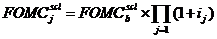 FOMC_j^{scl} = FOMC_b^{scl} × ∏_{j=1} (1+i_j)